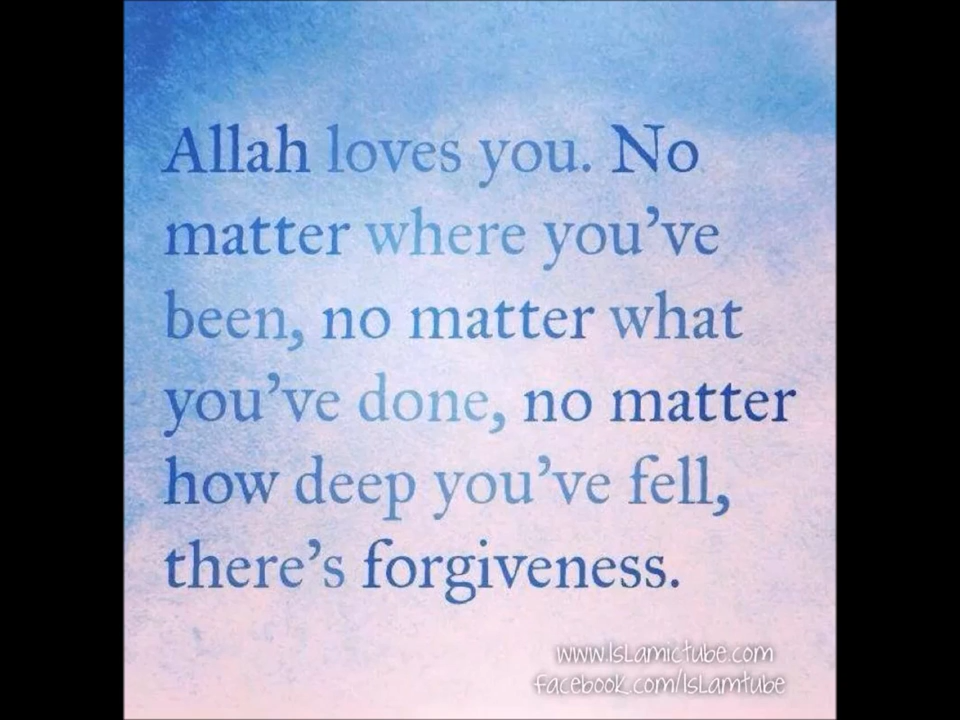 Allah loves you. No
matter where you've
been, no matter what
you've done, no matter
how deep you've fell,
there's forgiveness.
www.IsLamictube.com
facebook.com/IsLamtube